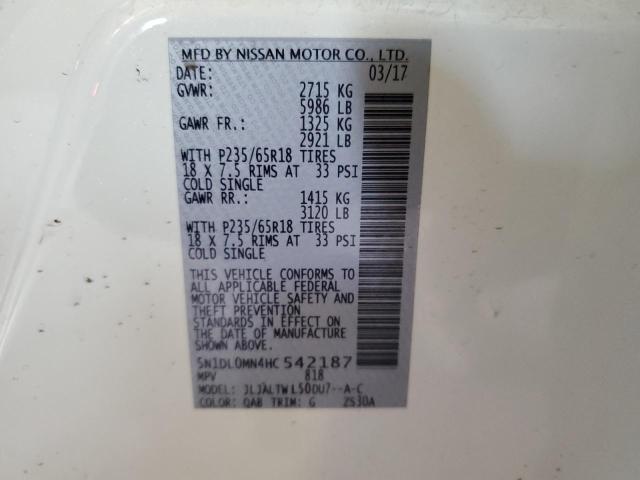 MFD BY NISSAN MOTOR CO., LTD.
DATE: 03/17
GVWR: 2715 KG
5986 LB
GAWR FR.: 1325 KG
2921 LB
WITH P235/65R18 TIRES
18 X 7.5 RIMS AT 33 PSI
COLD SINGLE
GAWR RR.: 1415 KG
3120 LB
WITH P235/65R18 TIRES
18 X 7.5 RIMS AT 33 PSI
COLD SINGLE
THIS VEHICLE CONFORMS TO
ALL APPLICABLE FEDERAL
MOTOR VEHICLE SAFETY AND
THEFT PREVENTION
STANDARDS IN EFFECT ON
THE DATE OF MANUFACTURE
SHOWN ABOVE.
5N1DL0MN4HC542187
MPV 818
MODEL: JLJALTWL50DU7--A-C
COLOR: QAB TRIM: G 2S30A